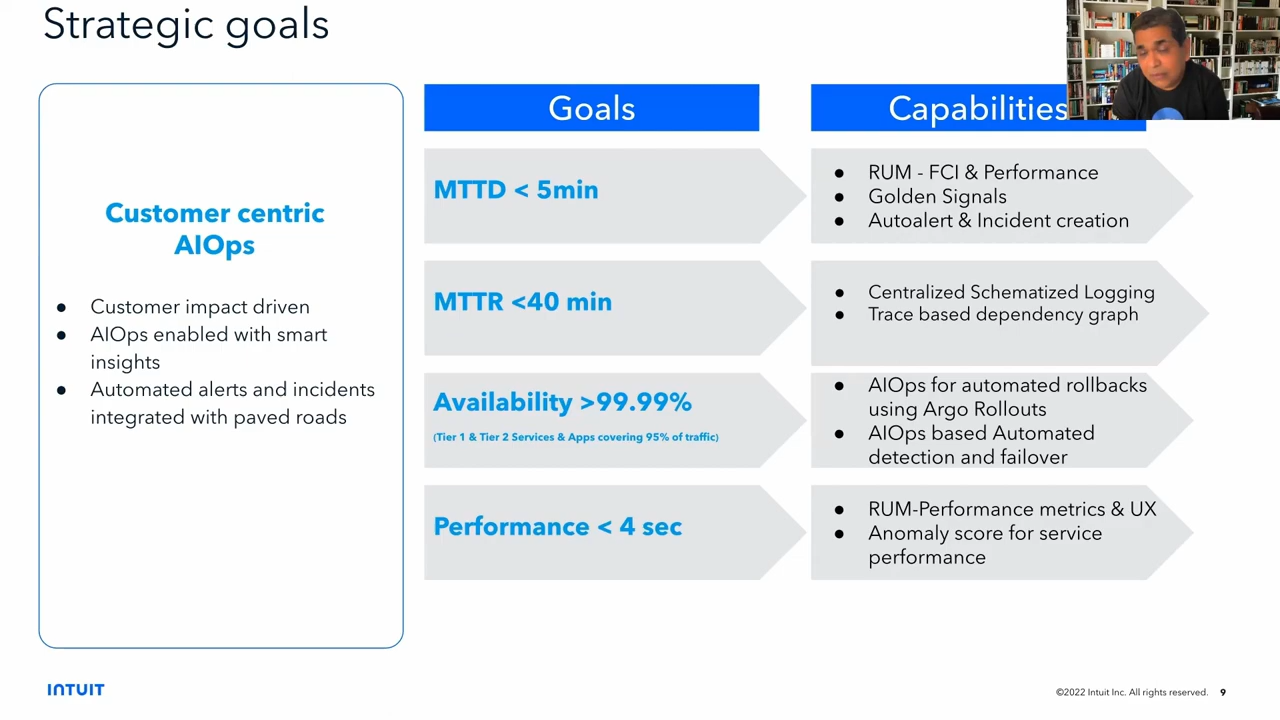 Strategic goals
Customer centric
AIOps
● Customer impact driven
● AIOps enabled with smart
insights
● Automated alerts and incidents
integrated with paved roads
Goals
Capabilities
MTTD < 5min
● RUM - FCI & Performance
● Golden Signals
● Autoalert & Incident creation
MTTR <40 min
● Centralized Schematized Logging
● Trace based dependency graph
Availability >99.99%
(Tier 1 & Tier 2 Services & Apps covering 95% of traffic)
● AIOps for automated rollbacks
using Argo Rollouts
● AIOps based Automated
detection and failover
Performance < 4 sec
● RUM-Performance metrics & UX
● Anomaly score for service
performance
INTUIT
©2022 Intuit Inc. All rights reserved. 9